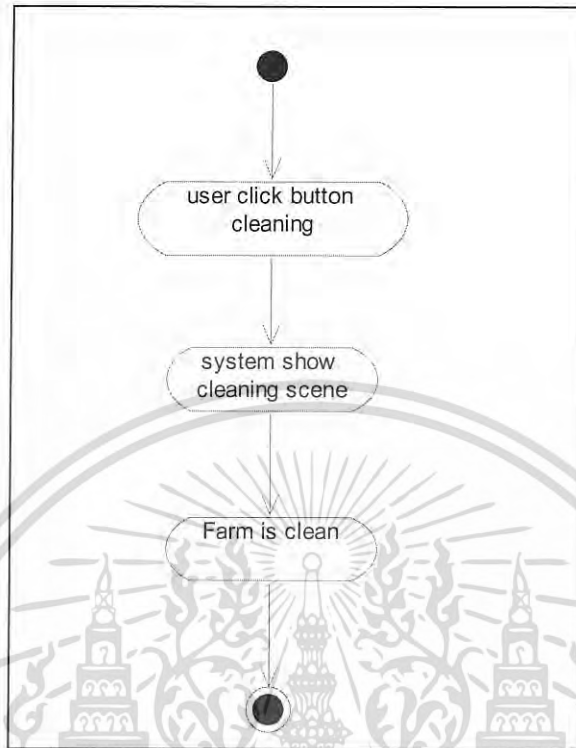 user click button
cleaning
system show
cleaning scene
Farm is clean